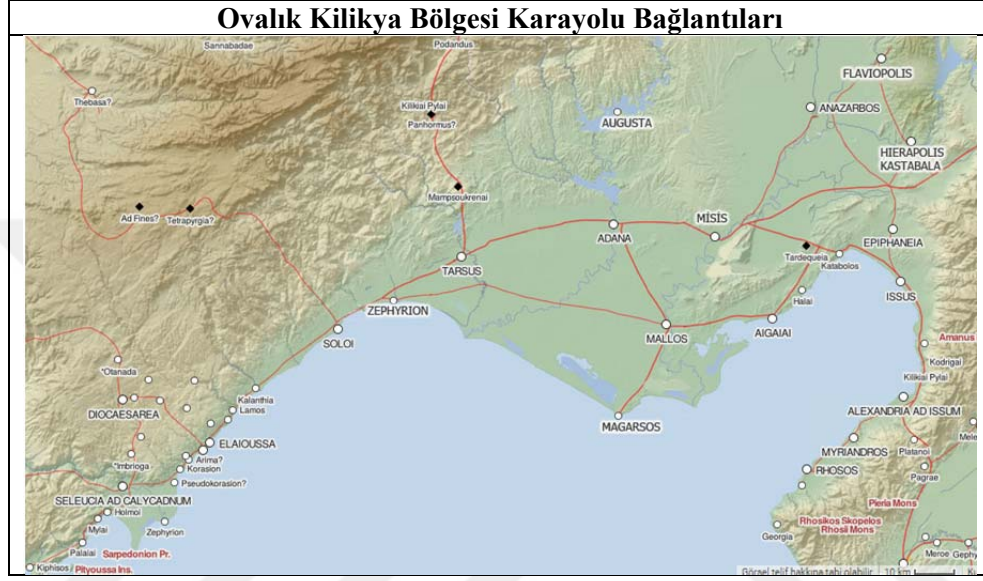 Ovalık Kilikya Bölgesi Karayolu Bağlantıları
Sannabadae
Podandus
FLAVIOPOLIS
Thebasa?
Kilikiai Pylai
Panhormus?
AUGUSTA
ANAZARBOS
HIERAPOLIS
KASTABALA
Mampsoukrenai
Ad Fines?
Tetrapyrgia?
MİSİS
ADANA
EPIPHANEIA
TARSUS
Tardequeia
Katabolos
ZEPHYRION
Halai
ISSUS
SOLOI
MALLOS
AIGAIAI
Amanus
Kodrigai
Kilikiai Pylai
*Otanada
Kalanthia
Lamos
DIOCAESAREA
ALEXANDRIA AD ISSUM
MAGARSOS
ELAIOUSSA
Mele
MYRIANDROS
Platanoi
Arima?
*Imbrioga
Korasion
RHOSOS
Pagrae
Pseudokorasion?
SELEUCIA AD CALYCADNUM
Holmoi
Pieria Mons
Mylai
Zephyrion
Rhosikos Skopelos
Rhosii Mons
Georgia
Palaiai
Sarpedonion Pr.
Meroe
Gephy
Kiphisos
Pityoussa Ins.
Görsel telif hakkına tabi olabilir
10 km